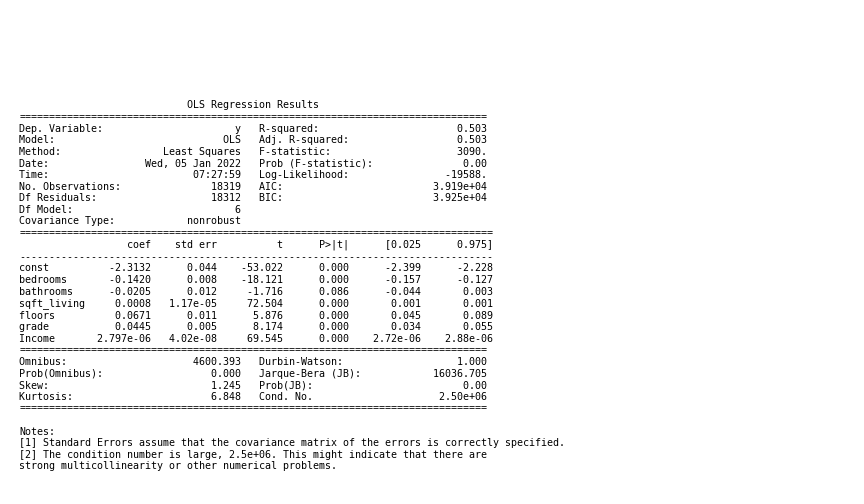 OLS Regression Results
==============================================================================
Dep. Variable:                      y   R-squared:                       0.503
Model:                            OLS   Adj. R-squared:                  0.503
Method:                 Least Squares   F-statistic:                     3090.
Date:                Wed, 05 Jan 2022   Prob (F-statistic):               0.00
Time:                        07:27:59   Log-Likelihood:                -19588.
No. Observations:               18319   AIC:                         3.919e+04
Df Residuals:                   18312   BIC:                         3.925e+04
Df Model:                           6
Covariance Type:            nonrobust
===============================================================================
                  coef    std err          t      P>|t|      [0.025      0.975]
-------------------------------------------------------------------------------
const          -2.3132      0.044    -53.022      0.000      -2.399      -2.228
bedrooms       -0.1420      0.008    -18.121      0.000      -0.157      -0.127
bathrooms      -0.0205      0.012     -1.716      0.086      -0.044       0.003
sqft_living     0.0008   1.17e-05     72.504      0.000       0.001       0.001
floors          0.0671      0.011      5.876      0.000       0.045       0.089
grade           0.0445      0.005      8.174      0.000       0.034       0.055
Income       2.797e-06   4.02e-08     69.545      0.000    2.72e-06    2.88e-06
==============================================================================
Omnibus:                     4600.393   Durbin-Watson:                   1.000
Prob(Omnibus):                  0.000   Jarque-Bera (JB):            16036.705
Skew:                           1.245   Prob(JB):                         0.00
Kurtosis:                       6.848   Cond. No.                     2.50e+06
==============================================================================

Notes:
[1] Standard Errors assume that the covariance matrix of the errors is correctly specified.
[2] The condition number is large, 2.5e+06. This might indicate that there are
strong multicollinearity or other numerical problems.